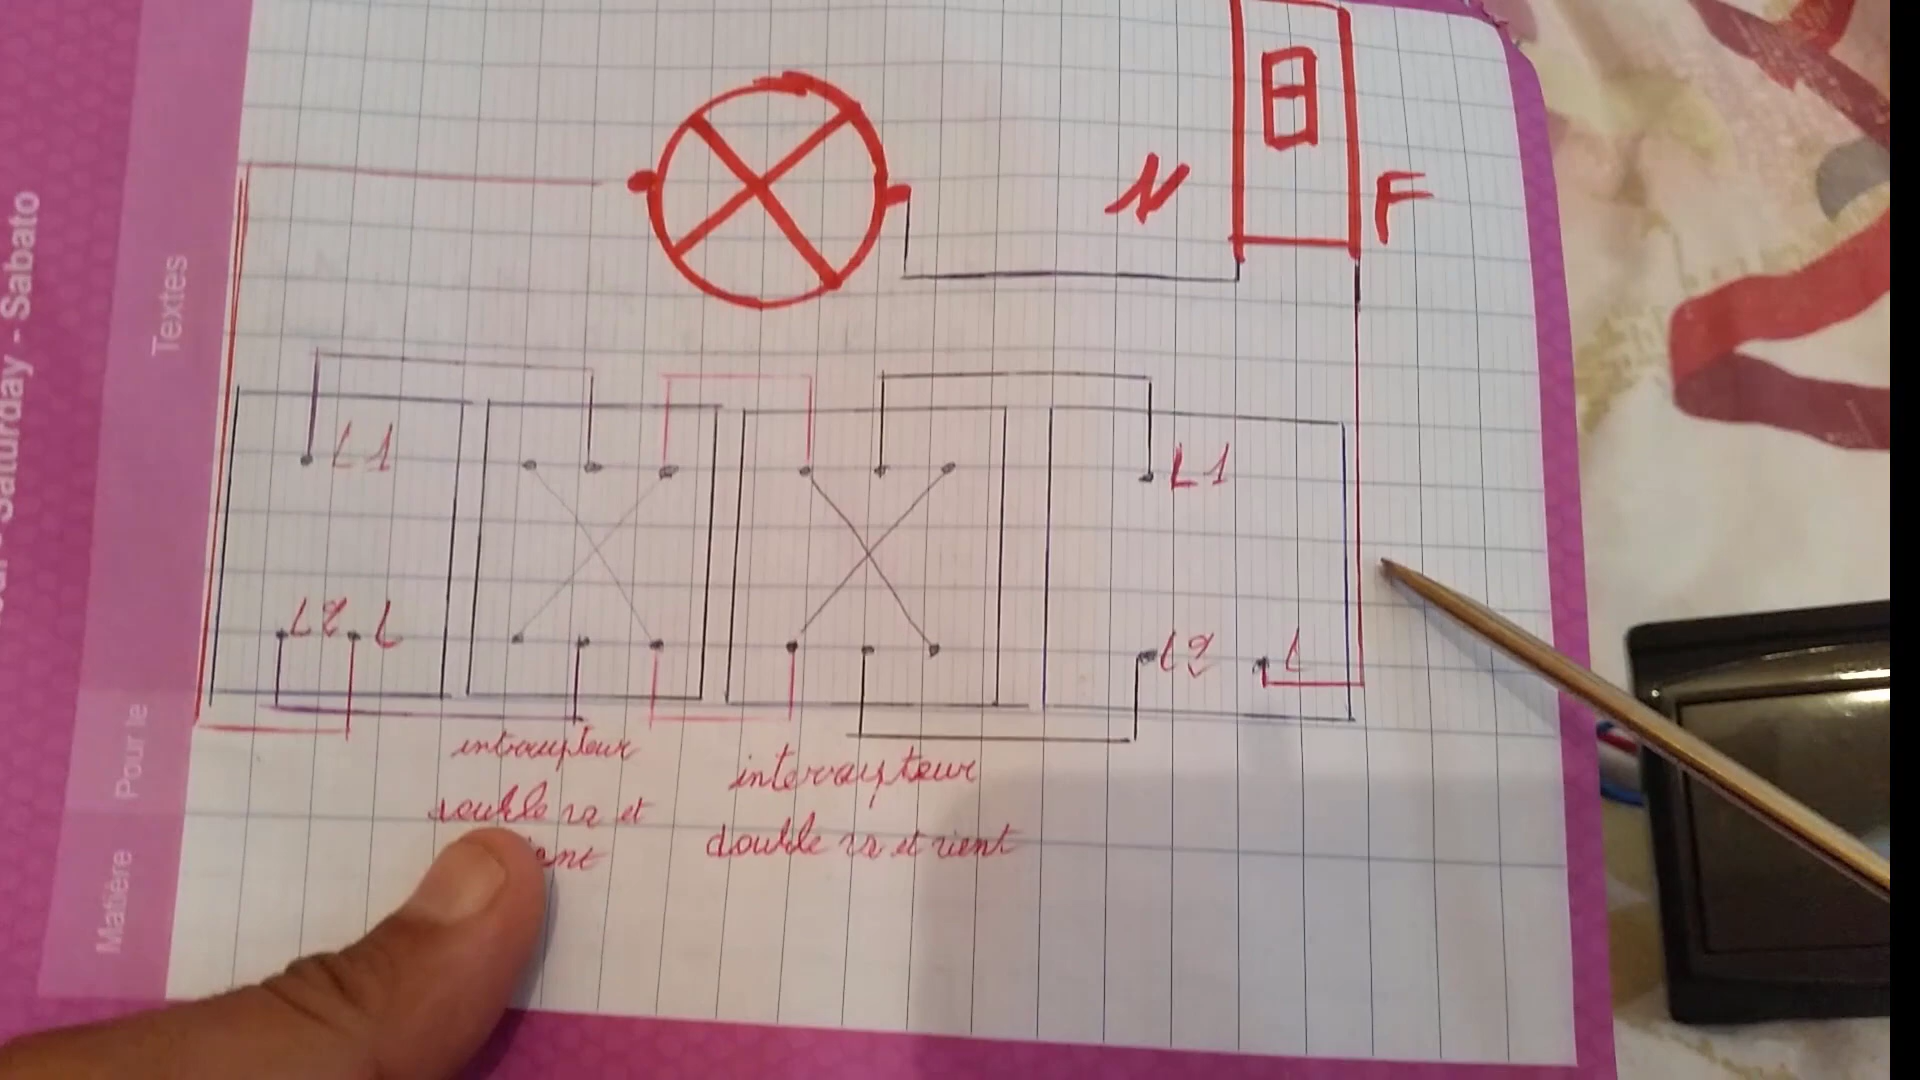 N
F
L1
L1
L2 L
L2
L
interrupteur
double va et
interrupteur
double va et vient
Textes
Saturday - Sabato
Pour le
Matière